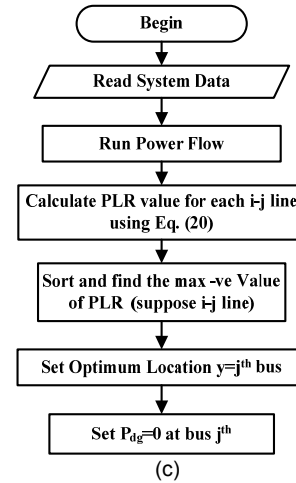 Begin
Read System Data
Run Power Flow
Calculate PLR value for each i-j line
using Eq. (20)
Sort and find the max -ve Value
of PLR (suppose i-j line)
Set Optimum Location y=jth bus
Set Pdg=0 at bus jth
(c)